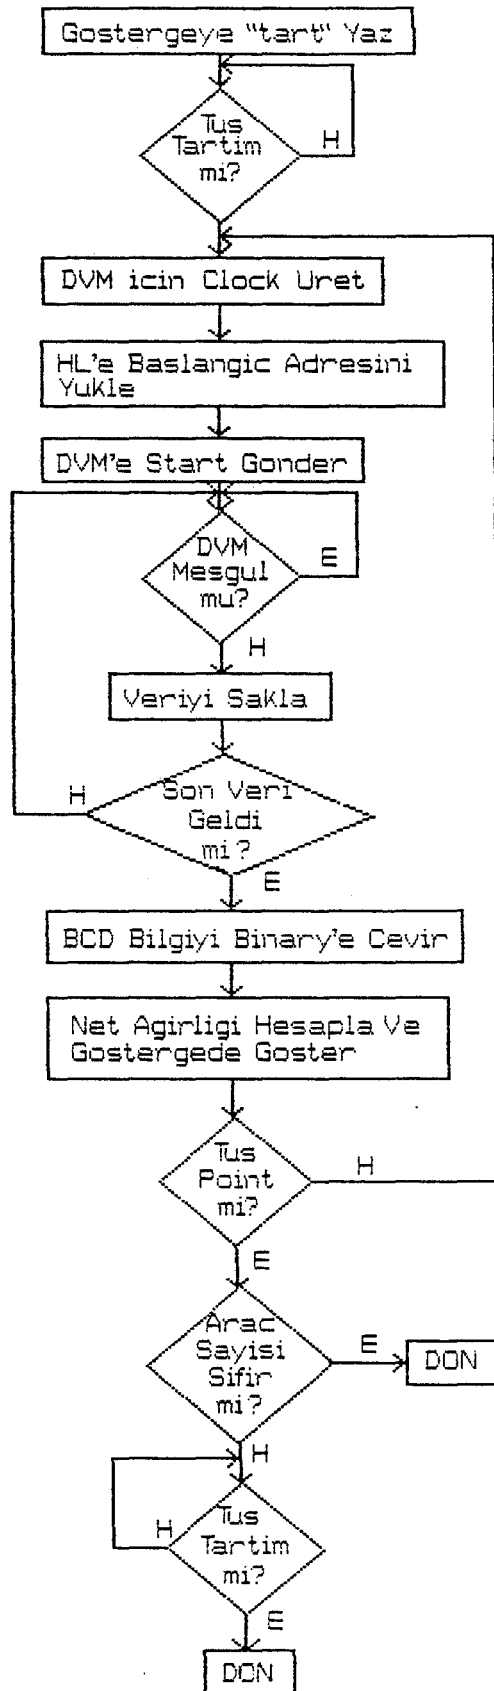 Gostergeye "tart" Yaz
Tus
Tartim
mi?
H
DVM icin Clock Uret
HL'e Baslangic Adresini
Yukle
DVM'e Start Gonder
DVM
Mesgul
mu?
E
H
Veriyi Sakla
Son Veri
Geldi
mi?
H
E
BCD Bilgiyi Binary'e Cevir
Net Agirligi Hesapla Ve
Gostergede Goster
Tus
Point
mi?
H
E
Arac
Sayisi
Sifir
mi?
E
DON
H
Tus
Tartim
mi?
H
E
DON